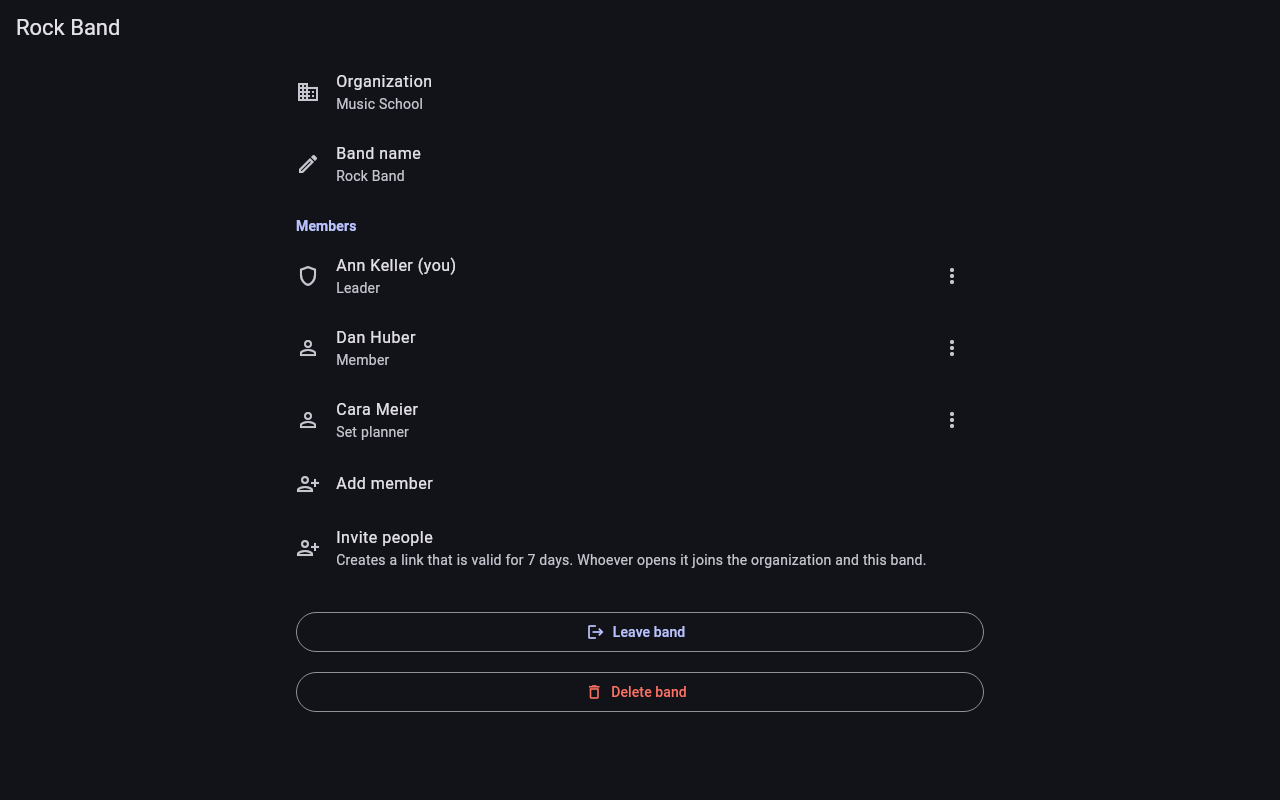 Rock Band
Organization
Music School
Band name
Rock Band
Members
Ann Keller (you)
Leader
Dan Huber
Member
Cara Meier
Set planner
Add member
Invite people
Creates a link that is valid for 7 days. Whoever opens it joins the organization and this band.
Leave band
Delete band